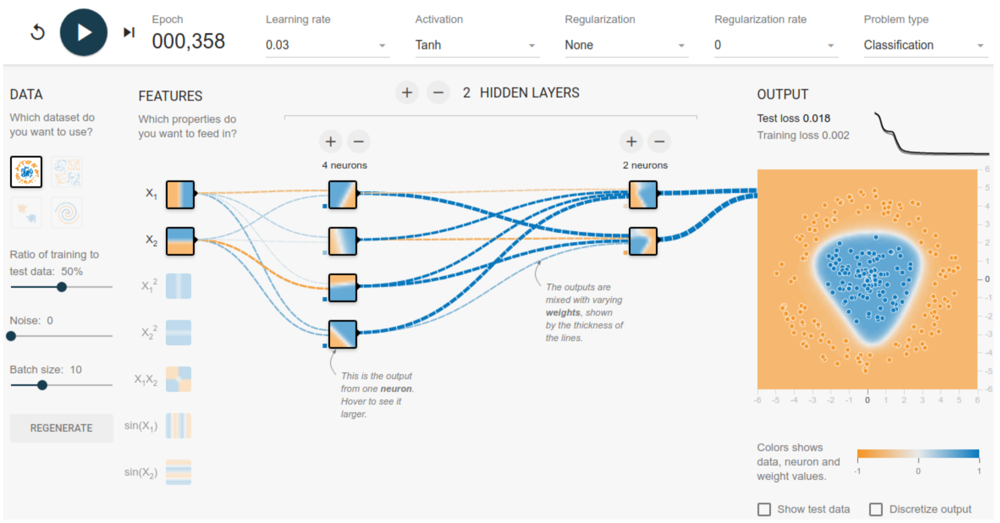 Epoch
000,358
Learning rate
0.03
Activation
Tanh
Regularization
None
Regularization rate
0
Problem type
Classification
DATA
Which dataset do
you want to use?
Ratio of training to
test data: 50%
Noise: 0
Batch size: 10
REGENERATE
FEATURES
Which properties do
you want to feed in?
X₁
X₂
X₁²
X₂²
X₁X₂
sin(X₁)
sin(X₂)
+ − 2 HIDDEN LAYERS
+ −
4 neurons
+ −
2 neurons
This is the output
from one neuron.
Hover to see it
larger.
The outputs are
mixed with varying
weights, shown
by the thickness of
the lines.
OUTPUT
Test loss 0.018
Training loss 0.002
6
5
4
3
2
1
0
-1
-2
-3
-4
-5
-6
-6 -5 -4 -3 -2 -1 0 1 2 3 4 5 6
Colors shows
data, neuron and
weight values.
-1 0 1
Show test data
Discretize output